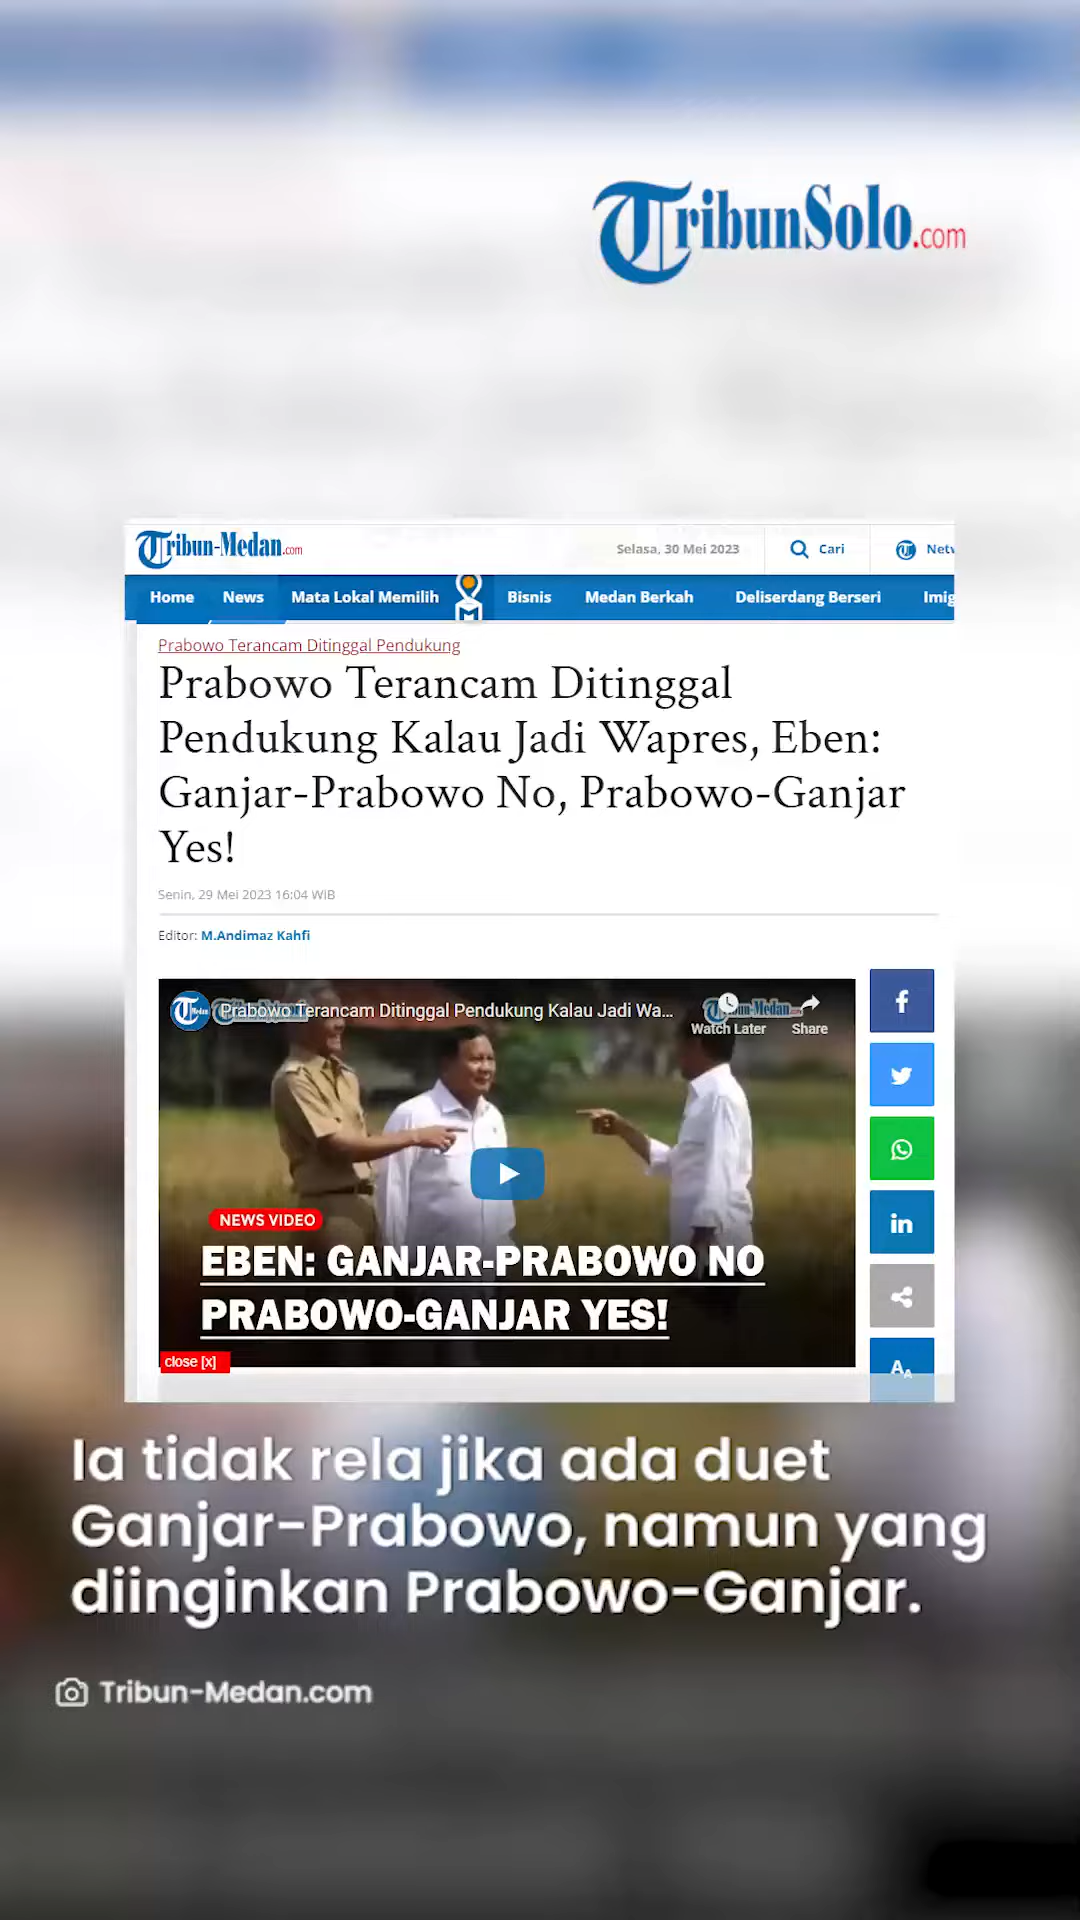 TribunSolo.com
Tribun-Medan.com
Selasa, 30 Mei 2023
Cari
Netw
Home
News
Mata Lokal Memilih
Bisnis
Medan Berkah
Deliserdang Berseri
Imig
Prabowo Terancam Ditinggal Pendukung
Prabowo Terancam Ditinggal
Pendukung Kalau Jadi Wapres, Eben:
Ganjar-Prabowo No, Prabowo-Ganjar
Yes!
Senin, 29 Mei 2023 16:04 WIB
Editor: M.Andimaz Kahfi
Prabowo Terancam Ditinggal Pendukung Kalau Jadi Wa...
Watch Later
Share
NEWS VIDEO
EBEN: GANJAR-PRABOWO NO
PRABOWO-GANJAR YES!
close [x]
AA
Ia tidak rela jika ada duet
Ganjar-Prabowo, namun yang
diinginkan Prabowo-Ganjar.
Tribun-Medan.com